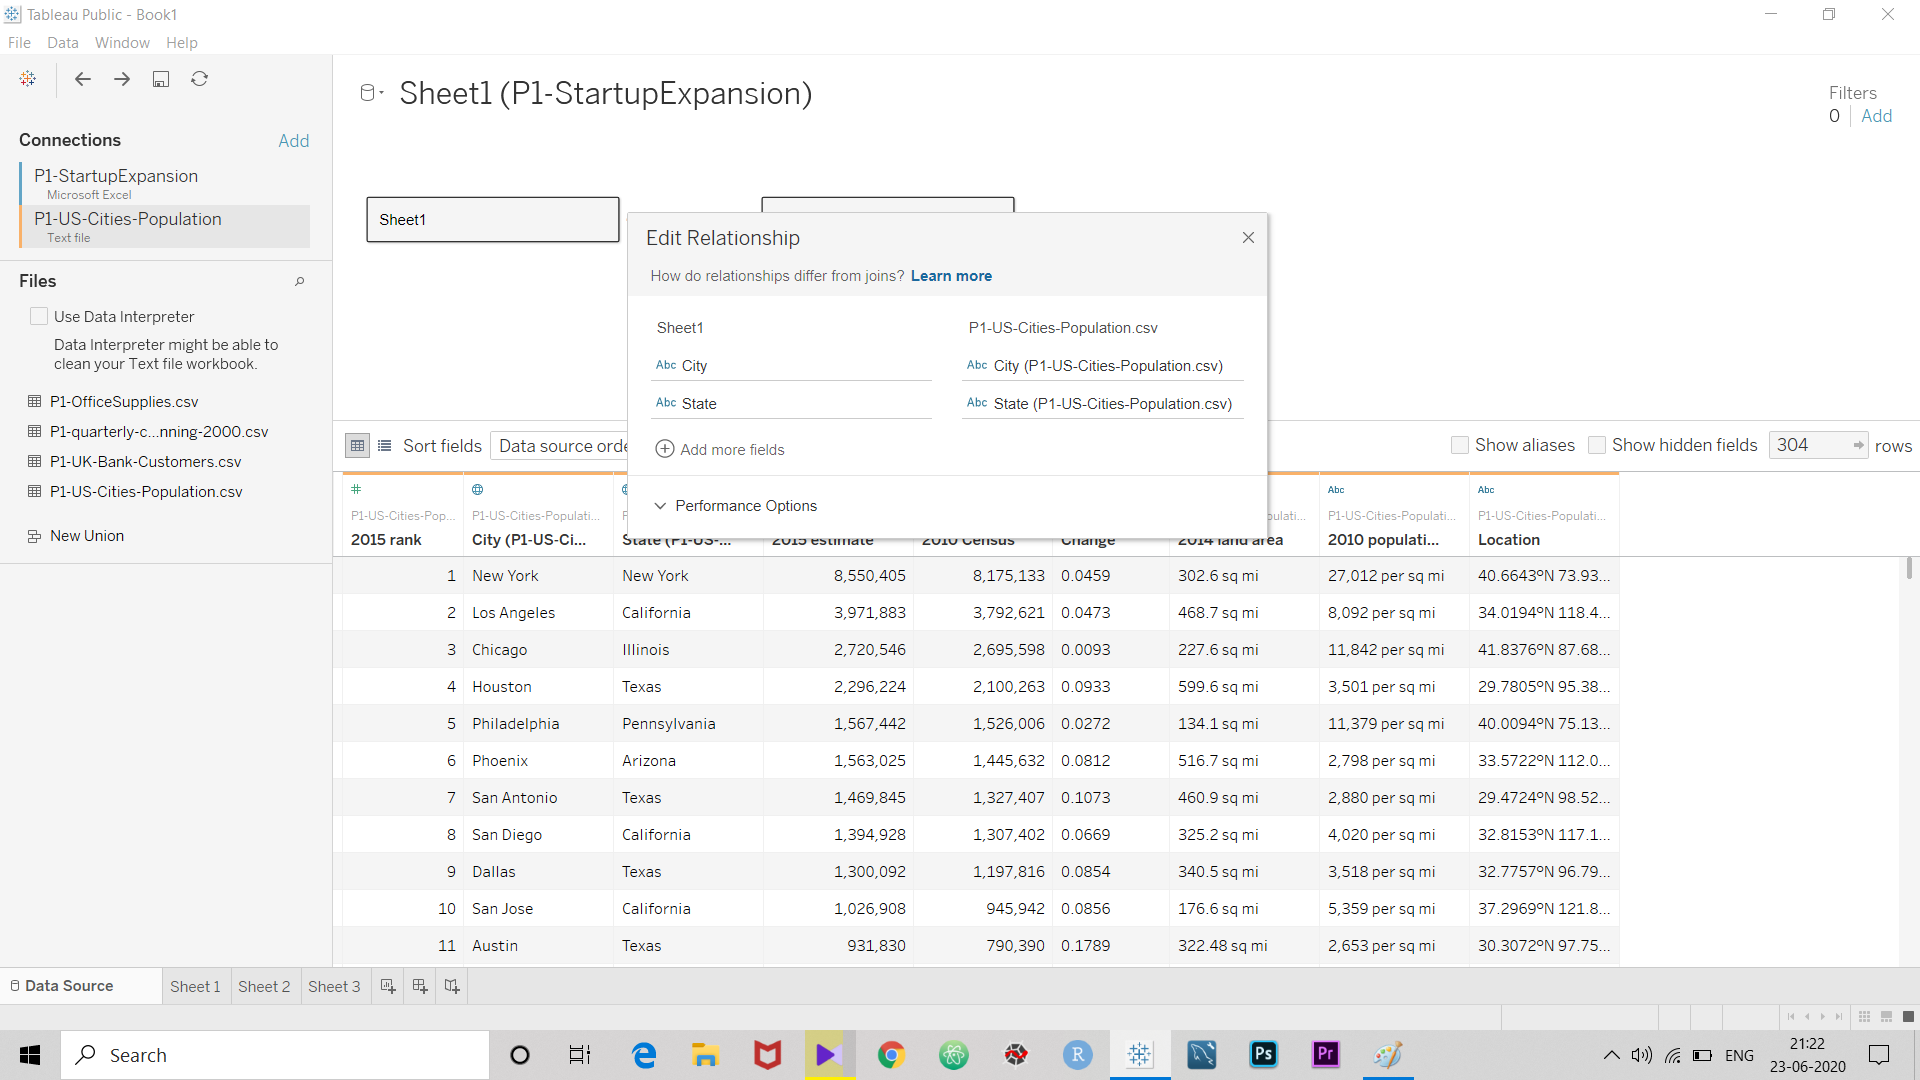 Tableau Public - Book1
File Data Window Help
Connections Add
P1-StartupExpansion
Microsoft Excel
P1-US-Cities-Population
Text file
Files
Use Data Interpreter
Data Interpreter might be able to
clean your Text file workbook.
P1-OfficeSupplies.csv
P1-quarterly-c...nning-2000.csv
P1-UK-Bank-Customers.csv
P1-US-Cities-Population.csv
New Union
Sheet1 (P1-StartupExpansion)
Filters
0 Add
Sheet1
Edit Relationship
How do relationships differ from joins? Learn more
Sheet1 P1-US-Cities-Population.csv
Abc City Abc City (P1-US-Cities-Population.csv)
Abc State Abc State (P1-US-Cities-Population.csv)
Add more fields
Performance Options
Sort fields Data source orde Show aliases Show hidden fields 304 rows
# Abc Abc
P1-US-Cities-Pop... P1-US-Cities-Populati... pulati... P1-US-Cities-Populati... P1-US-Cities-Populati...
2015 rank City (P1-US-Ci... State (P1-US-... 2015 estimate 2010 Census Change 2014 land area 2010 populati... Location
1 New York New York 8,550,405 8,175,133 0.0459 302.6 sq mi 27,012 per sq mi 40.6643°N 73.93...
2 Los Angeles California 3,971,883 3,792,621 0.0473 468.7 sq mi 8,092 per sq mi 34.0194°N 118.4...
3 Chicago Illinois 2,720,546 2,695,598 0.0093 227.6 sq mi 11,842 per sq mi 41.8376°N 87.68...
4 Houston Texas 2,296,224 2,100,263 0.0933 599.6 sq mi 3,501 per sq mi 29.7805°N 95.38...
5 Philadelphia Pennsylvania 1,567,442 1,526,006 0.0272 134.1 sq mi 11,379 per sq mi 40.0094°N 75.13...
6 Phoenix Arizona 1,563,025 1,445,632 0.0812 516.7 sq mi 2,798 per sq mi 33.5722°N 112.0...
7 San Antonio Texas 1,469,845 1,327,407 0.1073 460.9 sq mi 2,880 per sq mi 29.4724°N 98.52...
8 San Diego California 1,394,928 1,307,402 0.0669 325.2 sq mi 4,020 per sq mi 32.8153°N 117.1...
9 Dallas Texas 1,300,092 1,197,816 0.0854 340.5 sq mi 3,518 per sq mi 32.7757°N 96.79...
10 San Jose California 1,026,908 945,942 0.0856 176.6 sq mi 5,359 per sq mi 37.2969°N 121.8...
11 Austin Texas 931,830 790,390 0.1789 322.48 sq mi 2,653 per sq mi 30.3072°N 97.75...
Data Source Sheet 1 Sheet 2 Sheet 3
Search
R Ps Pr
ENG
21:22
23-06-2020